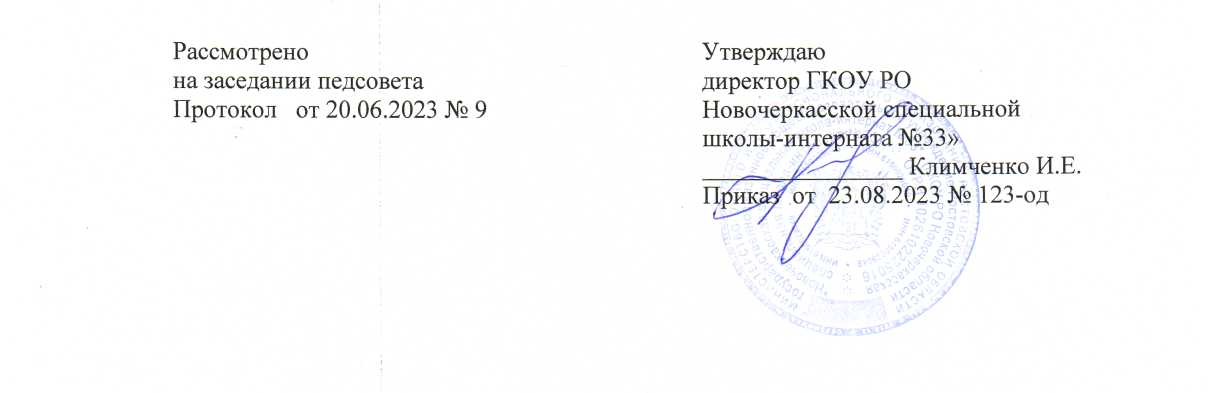 Рассмотрено
на заседании педсовета
Протокол от 20.06.2023 № 9
Утверждаю
директор ГКОУ РО
Новочеркасской специальной
школы-интерната №33»
________________ Климченко И.Е.
Приказ от 23.08.2023 № 123-од